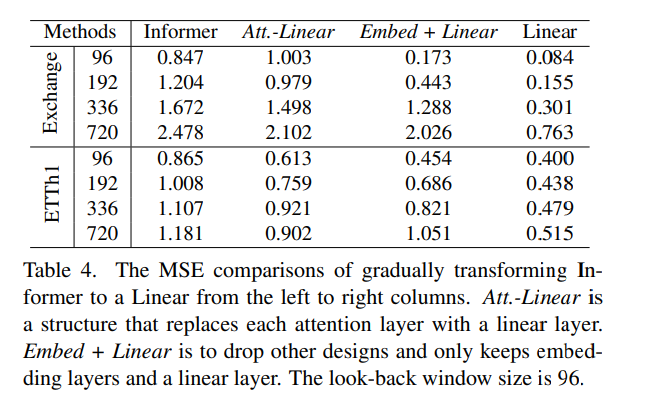 Methods Informer Att.-Linear Embed + Linear Linear
Exchange
96 0.847 1.003 0.173 0.084
192 1.204 0.979 0.443 0.155
336 1.672 1.498 1.288 0.301
720 2.478 2.102 2.026 0.763
ETTh1
96 0.865 0.613 0.454 0.400
192 1.008 0.759 0.686 0.438
336 1.107 0.921 0.821 0.479
720 1.181 0.902 1.051 0.515
Table 4. The MSE comparisons of gradually transforming In-
former to a Linear from the left to right columns. Att.-Linear is
a structure that replaces each attention layer with a linear layer.
Embed + Linear is to drop other designs and only keeps embed-
ding layers and a linear layer. The look-back window size is 96.